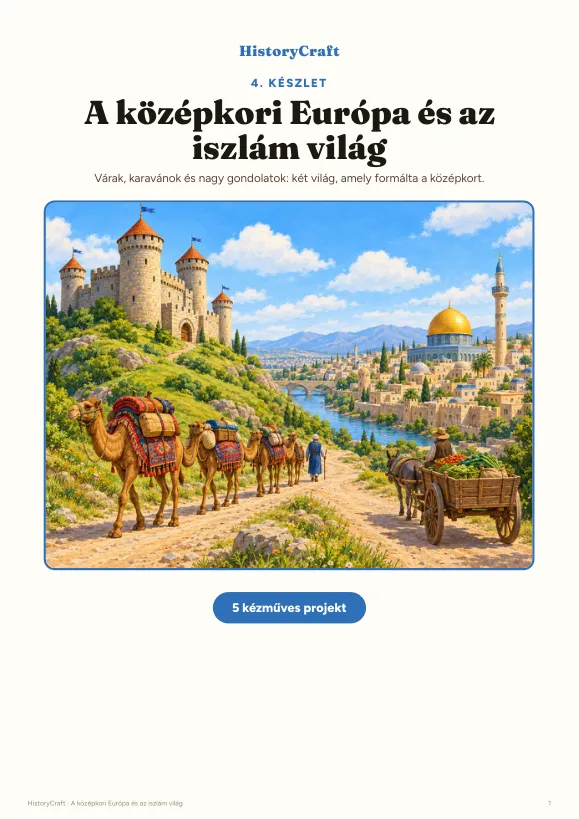 HistoryCraft
4. KÉSZLET
A középkori Európa és az
iszlám világ
Várak, karavánok és nagy gondolatok: két világ, amely formálta a középkort.
5 kézműves projekt
HistoryCraft · A középkori Európa és az iszlám világ
1